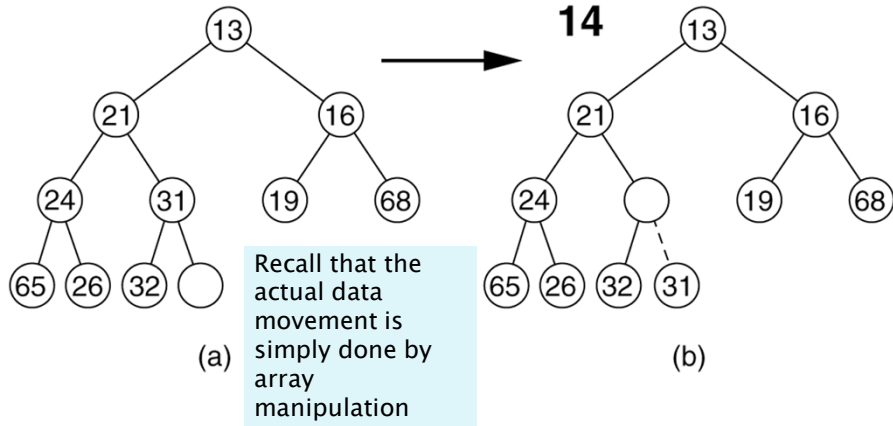 14
13
21 16
24 31 19 68
65 26 32
(a)
Recall that the
actual data
movement is
simply done by
array
manipulation
13
21 16
24 19 68
65 26 32 31
(b)